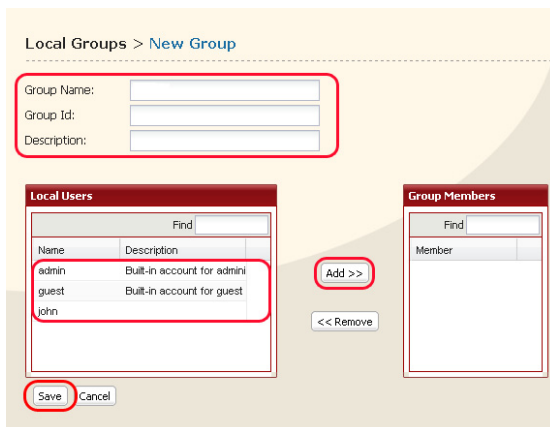 Local Groups > New Group
Group Name:
Group Id:
Description:
Local Users
Group Members
Find
Find
Name Description
Member
admin Built-in account for admini
guest Built-in account for guest
john
Add >>
<< Remove
Save Cancel